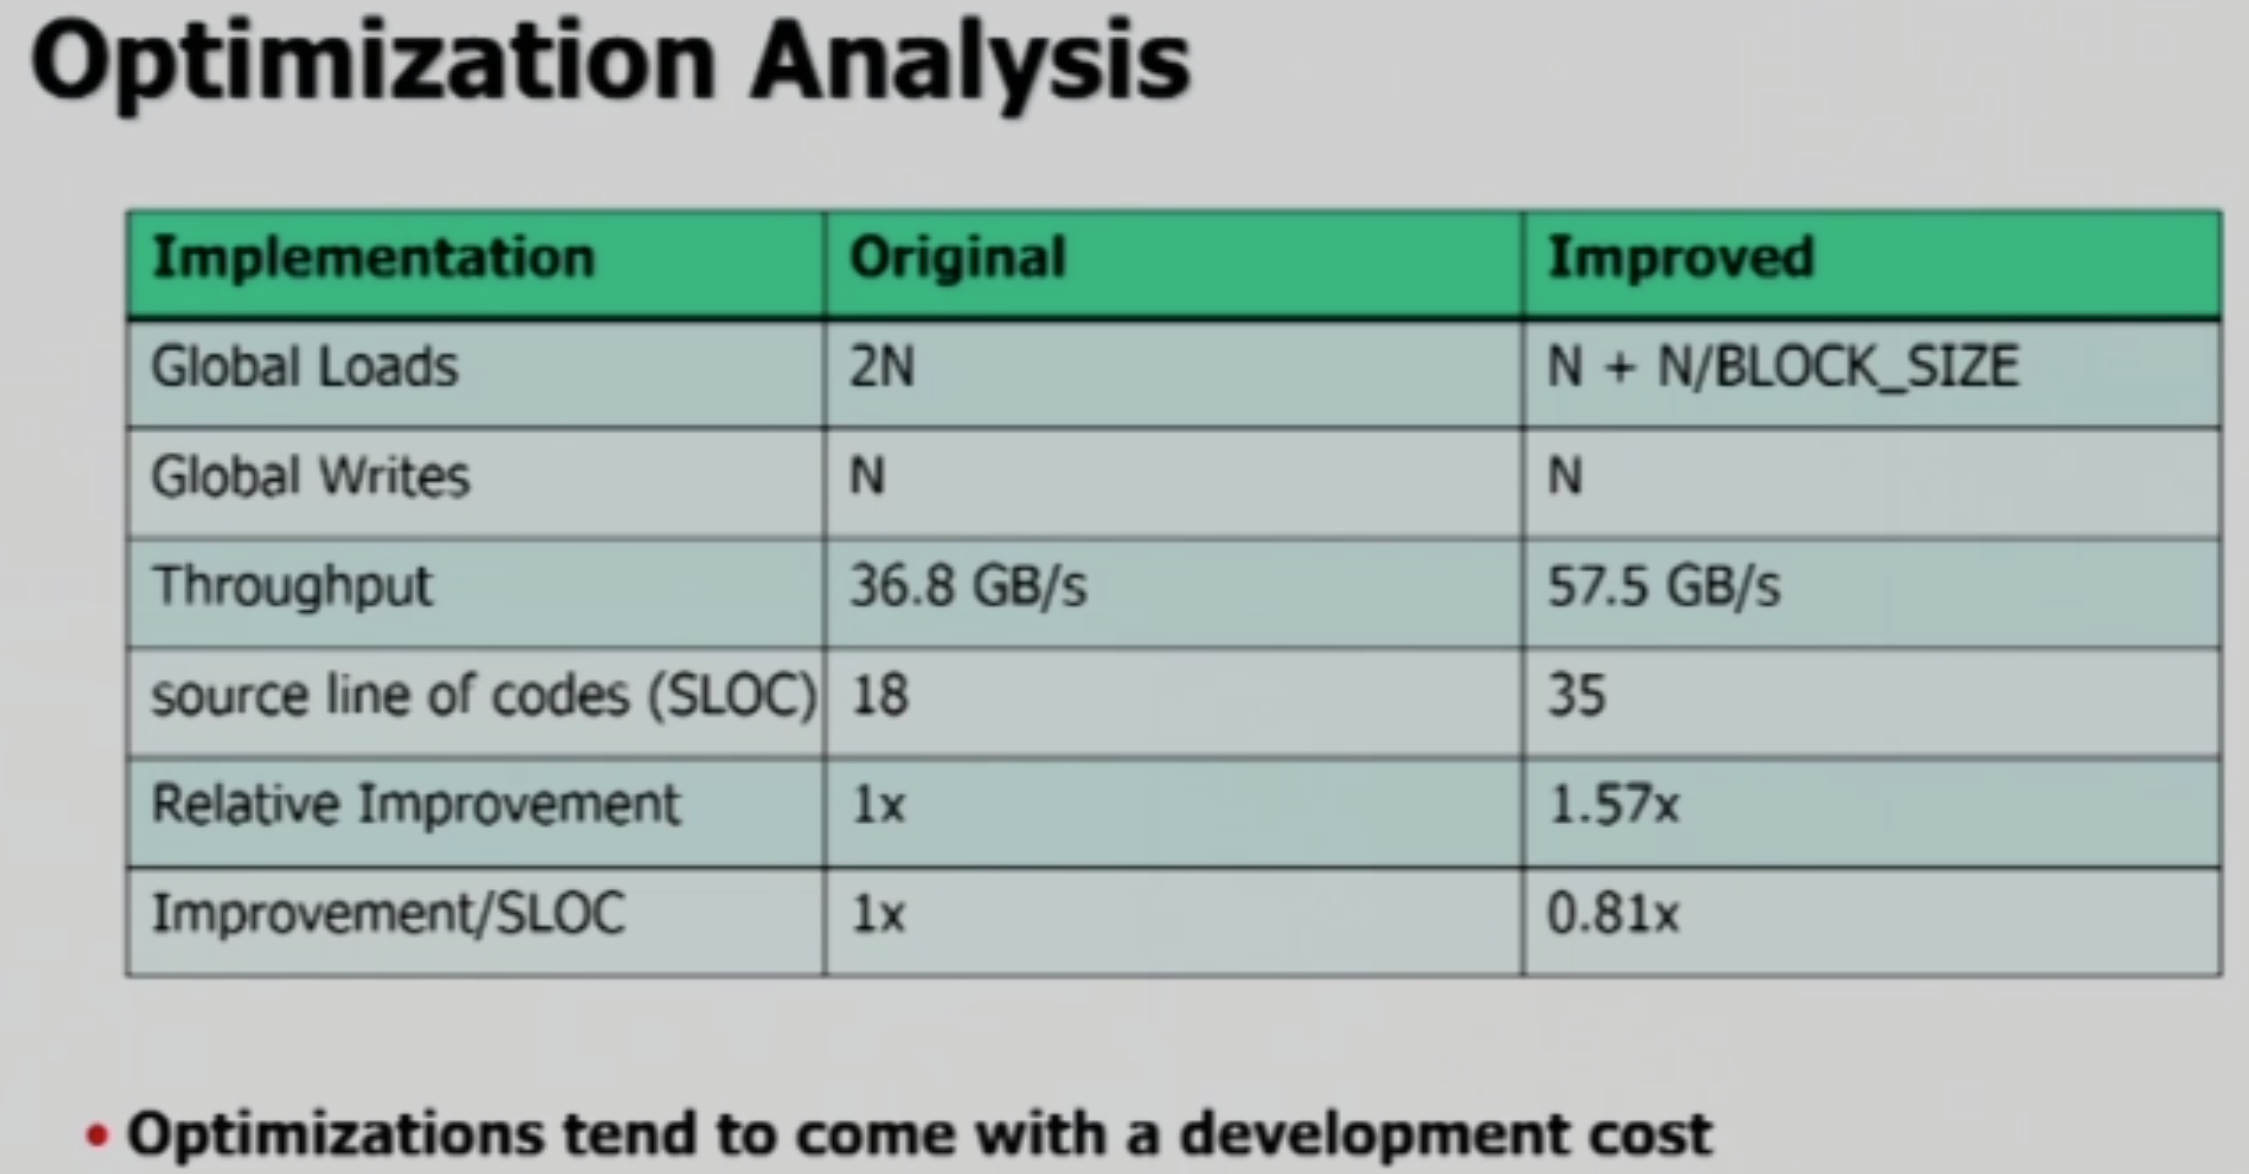 Optimization Analysis
Implementation Original Improved
Global Loads 2N N + N/BLOCK_SIZE
Global Writes N N
Throughput 36.8 GB/s 57.5 GB/s
source line of codes (SLOC) 18 35
Relative Improvement 1x 1.57x
Improvement/SLOC 1x 0.81x
• Optimizations tend to come with a development cost